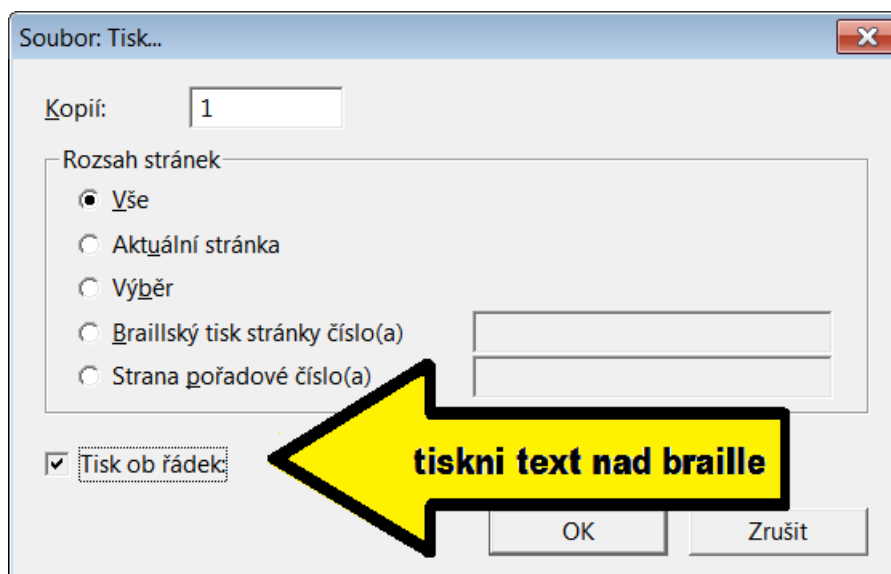 Soubor: Tisk...
Kopií: 1
Rozsah stránek
Vše
Aktuální stránka
Výběr
Braillský tisk stránky číslo(a)
Strana pořadové číslo(a)
Tisk ob řádek:
tiskni text nad braille
OK Zrušit